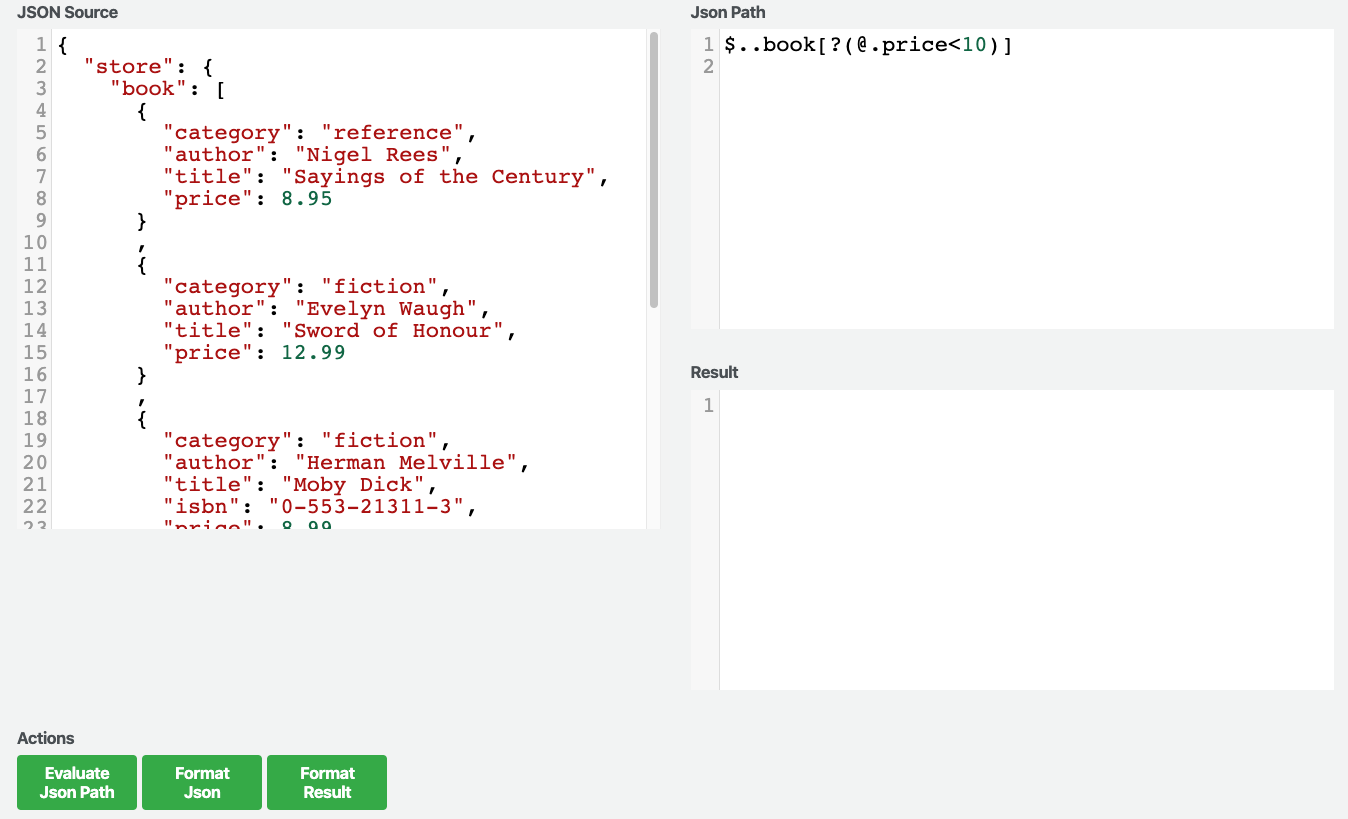 JSON Source
1 {
2   "store": {
3     "book": [
4       {
5         "category": "reference",
6         "author": "Nigel Rees",
7         "title": "Sayings of the Century",
8         "price": 8.95
9       }
10       ,
11       {
12         "category": "fiction",
13         "author": "Evelyn Waugh",
14         "title": "Sword of Honour",
15         "price": 12.99
16       }
17       ,
18       {
19         "category": "fiction",
20         "author": "Herman Melville",
21         "title": "Moby Dick",
22         "isbn": "0-553-21311-3",
23         "price": 8.99
Json Path
1 $..book[?(@.price<10)]
2
Result
1
Actions
Evaluate
Json Path
Format
Json
Format
Result